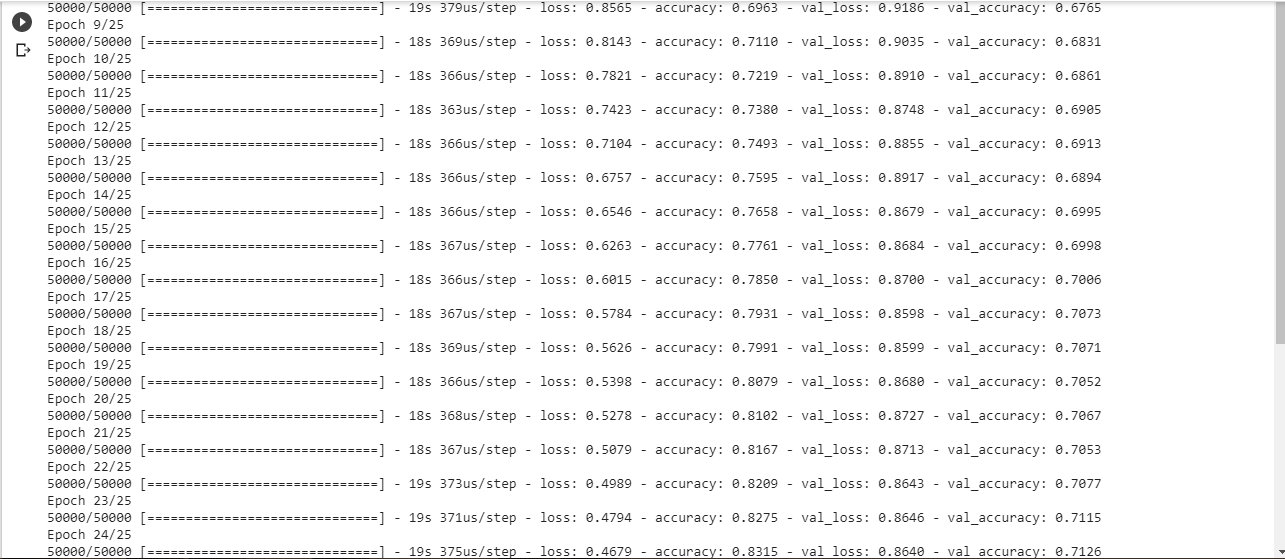 50000/50000 [==============================] - 19s 379us/step - loss: 0.8565 - accuracy: 0.6963 - val_loss: 0.9186 - val_accuracy: 0.6765
Epoch 9/25
50000/50000 [==============================] - 18s 369us/step - loss: 0.8143 - accuracy: 0.7110 - val_loss: 0.9035 - val_accuracy: 0.6831
Epoch 10/25
50000/50000 [==============================] - 18s 366us/step - loss: 0.7821 - accuracy: 0.7219 - val_loss: 0.8910 - val_accuracy: 0.6861
Epoch 11/25
50000/50000 [==============================] - 18s 363us/step - loss: 0.7423 - accuracy: 0.7380 - val_loss: 0.8748 - val_accuracy: 0.6905
Epoch 12/25
50000/50000 [==============================] - 18s 366us/step - loss: 0.7104 - accuracy: 0.7493 - val_loss: 0.8855 - val_accuracy: 0.6913
Epoch 13/25
50000/50000 [==============================] - 18s 366us/step - loss: 0.6757 - accuracy: 0.7595 - val_loss: 0.8917 - val_accuracy: 0.6894
Epoch 14/25
50000/50000 [==============================] - 18s 366us/step - loss: 0.6546 - accuracy: 0.7658 - val_loss: 0.8679 - val_accuracy: 0.6995
Epoch 15/25
50000/50000 [==============================] - 18s 367us/step - loss: 0.6263 - accuracy: 0.7761 - val_loss: 0.8684 - val_accuracy: 0.6998
Epoch 16/25
50000/50000 [==============================] - 18s 366us/step - loss: 0.6015 - accuracy: 0.7850 - val_loss: 0.8700 - val_accuracy: 0.7006
Epoch 17/25
50000/50000 [==============================] - 18s 367us/step - loss: 0.5784 - accuracy: 0.7931 - val_loss: 0.8598 - val_accuracy: 0.7073
Epoch 18/25
50000/50000 [==============================] - 18s 369us/step - loss: 0.5626 - accuracy: 0.7991 - val_loss: 0.8599 - val_accuracy: 0.7071
Epoch 19/25
50000/50000 [==============================] - 18s 366us/step - loss: 0.5398 - accuracy: 0.8079 - val_loss: 0.8680 - val_accuracy: 0.7052
Epoch 20/25
50000/50000 [==============================] - 18s 368us/step - loss: 0.5278 - accuracy: 0.8102 - val_loss: 0.8727 - val_accuracy: 0.7067
Epoch 21/25
50000/50000 [==============================] - 18s 367us/step - loss: 0.5079 - accuracy: 0.8167 - val_loss: 0.8713 - val_accuracy: 0.7053
Epoch 22/25
50000/50000 [==============================] - 19s 373us/step - loss: 0.4989 - accuracy: 0.8209 - val_loss: 0.8643 - val_accuracy: 0.7077
Epoch 23/25
50000/50000 [==============================] - 19s 371us/step - loss: 0.4794 - accuracy: 0.8275 - val_loss: 0.8646 - val_accuracy: 0.7115
Epoch 24/25
50000/50000 [==============================] - 19s 375us/step - loss: 0.4679 - accuracy: 0.8315 - val_loss: 0.8640 - val_accuracy: 0.7126